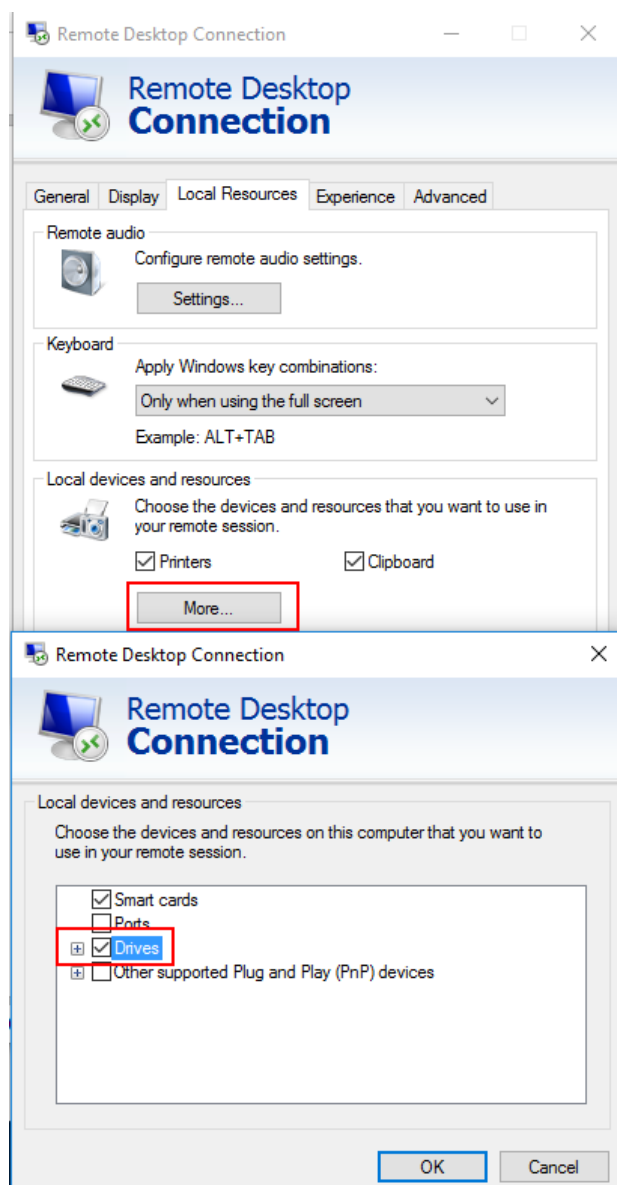 Remote Desktop Connection
Remote Desktop
Connection
General Display Local Resources Experience Advanced
Remote audio
Configure remote audio settings.
Settings...
Keyboard
Apply Windows key combinations:
Only when using the full screen
Example: ALT+TAB
Local devices and resources
Choose the devices and resources that you want to use in
your remote session.
Printers Clipboard
More...
Remote Desktop Connection
Remote Desktop
Connection
Local devices and resources
Choose the devices and resources on this computer that you want to
use in your remote session.
Smart cards
Ports
Drives
Other supported Plug and Play (PnP) devices
OK Cancel